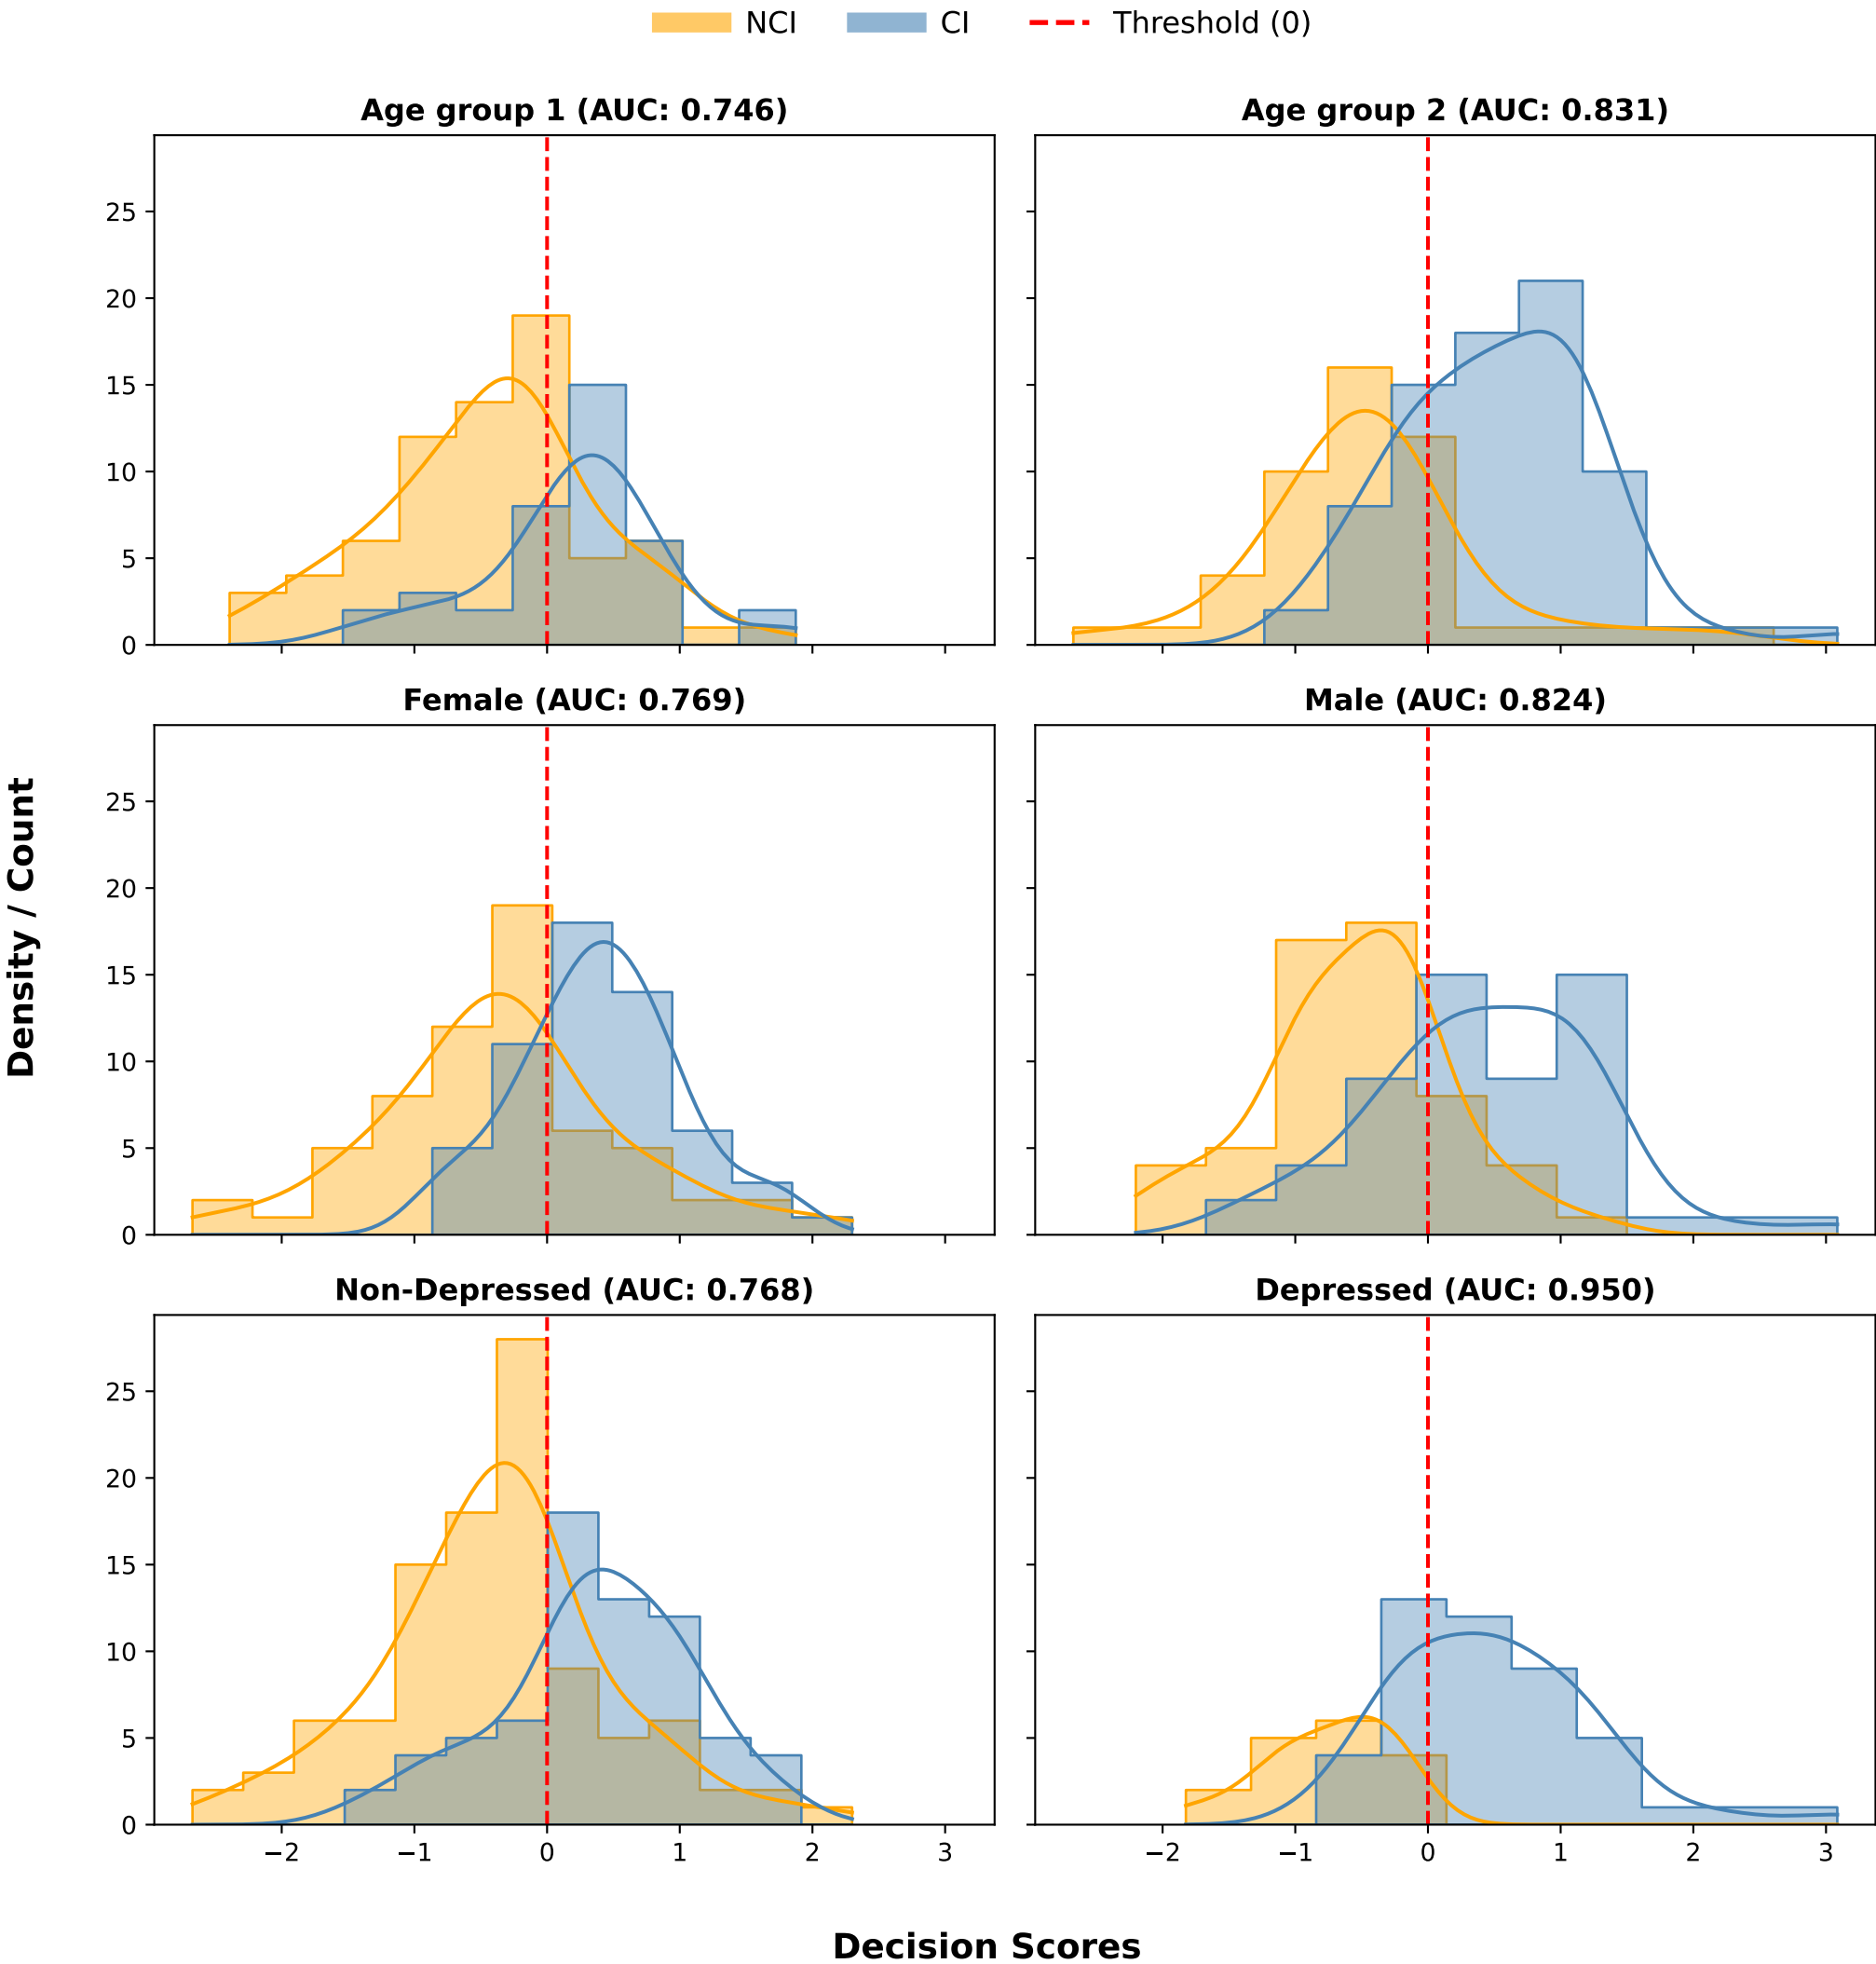 NCI CI Threshold (0)
Age group 1 (AUC: 0.746)
Age group 2 (AUC: 0.831)
25
20
15
10
5
0
Female (AUC: 0.769)
Male (AUC: 0.824)
25
20
15
10
5
0
Density / Count
Non-Depressed (AUC: 0.768)
Depressed (AUC: 0.950)
25
20
15
10
5
0
−2 −1 0 1 2 3
−2 −1 0 1 2 3
Decision Scores